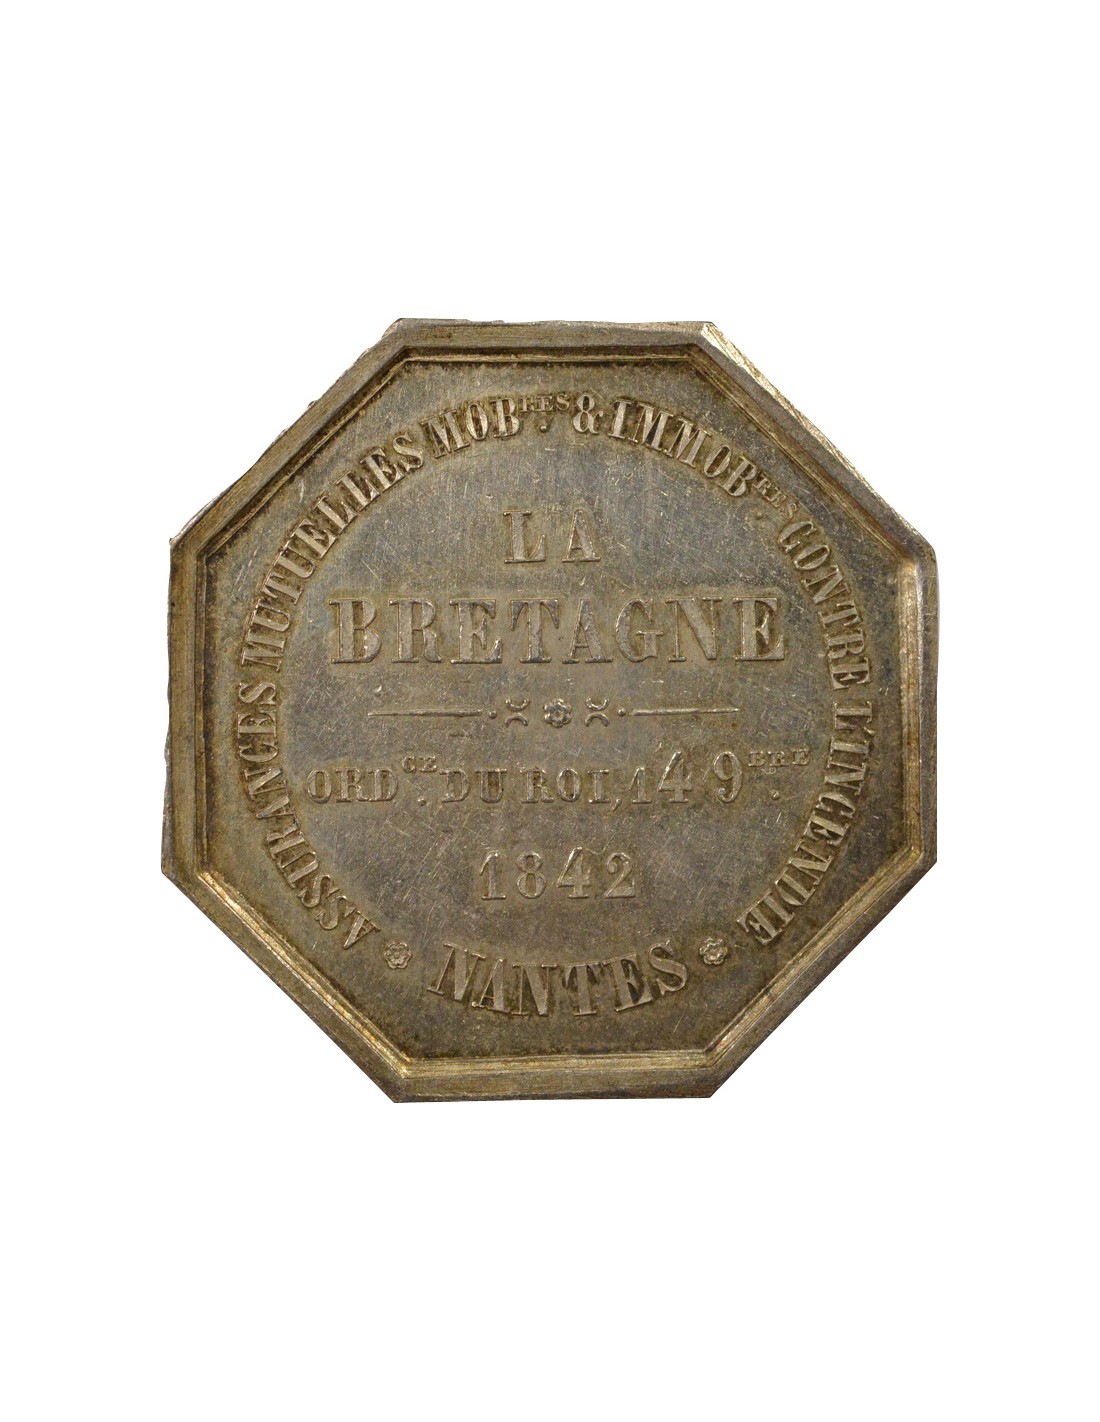 ASSURANCES MUTUELLES MOBRES. & IMMOBRES. CONTRE L'INCENDIE
LA
BRETAGNE
ORDCE. DU ROI, 14 9BRE.
1842
NANTES